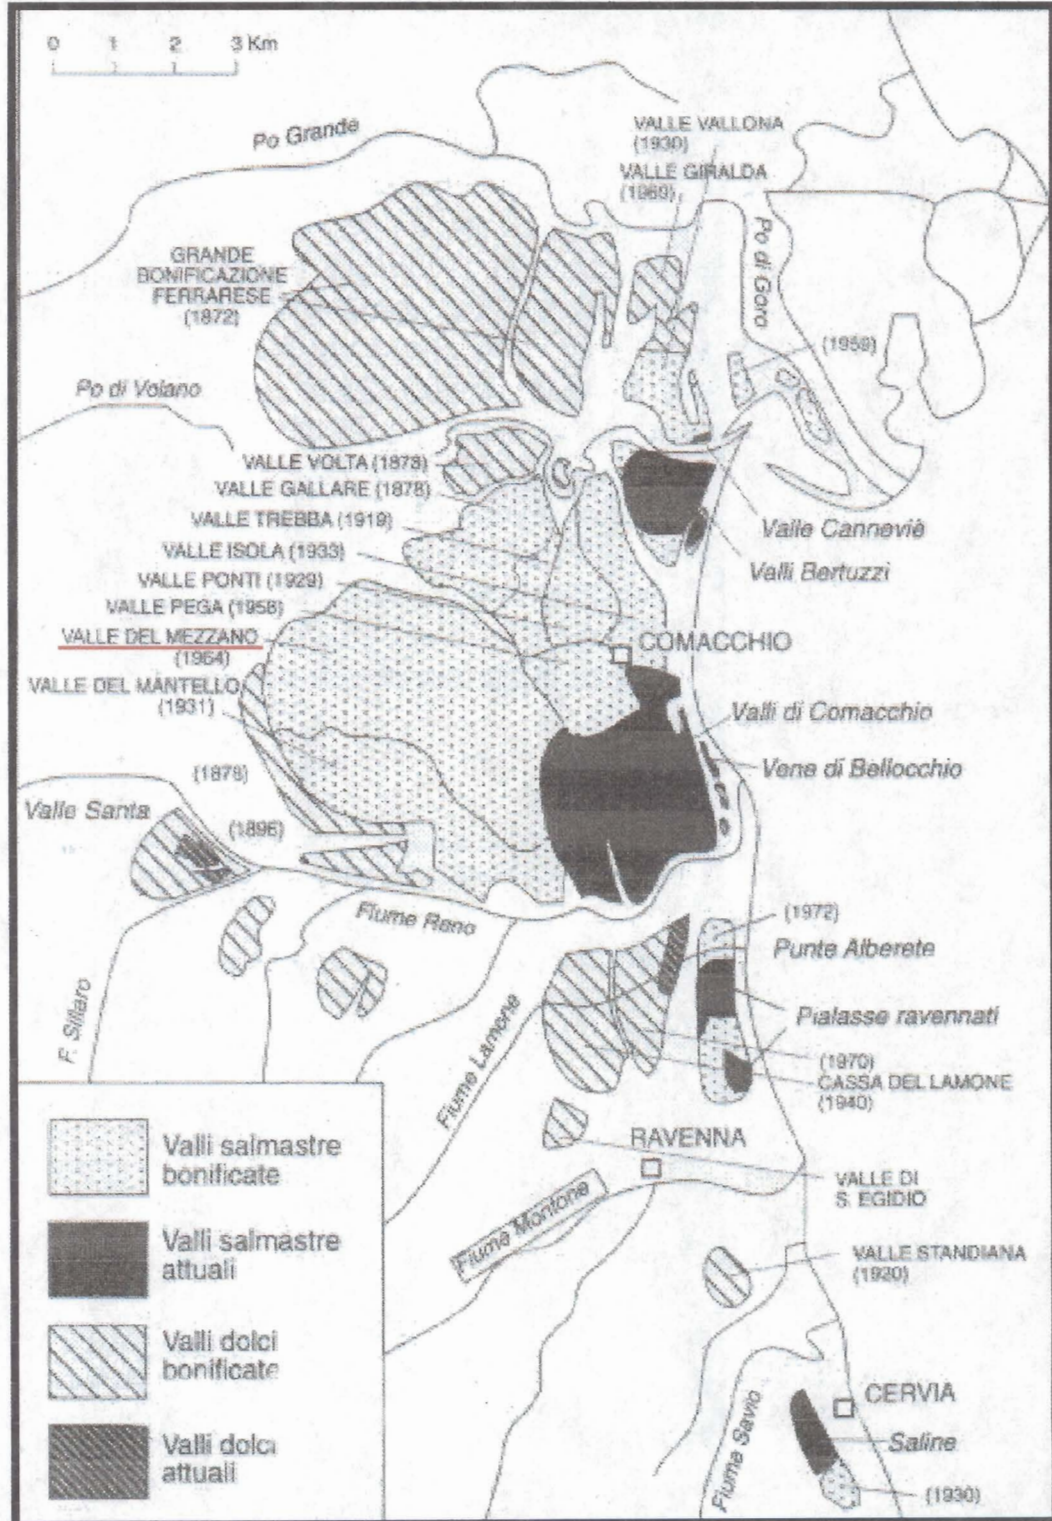 0 1 2 3 Km
Po Grande
VALLE VALLONA
(1930)
VALLE GIRALDA
(1969)
GRANDE
BONIFICAZIONE
FERRARESE
(1872)
Po di Goro
(1959)
Po di Volano
VALLE VOLTA (1873)
VALLE GALLARE (1878)
VALLE TREBBA (1919)
VALLE ISOLA (1933)
VALLE PONTI (1929)
VALLE PEGA (1958)
VALLE DEL MEZZANO
(1964)
VALLE DEL MANTELLO
(1931)
(1878)
Valle Canneviè
Valli Bertuzzi
COMACCHIO
Valli di Comacchio
Vene di Bellocchio
Valle Santa
(1896)
Fiume Reno
F. Sillaro
Fiume Lamone
(1972)
Punte Alberete
Pialasse ravennati
(1970)
CASSA DEL LAMONE
(1940)
RAVENNA
VALLE DI
S. EGIDIO
Fiume Montone
VALLE STANDIANA
(1920)
Fiume Savio
CERVIA
Saline
(1930)
Valli salmastre
bonificate
Valli salmastre
attuali
Valli dolci
bonificate
Valli dolci
attuali